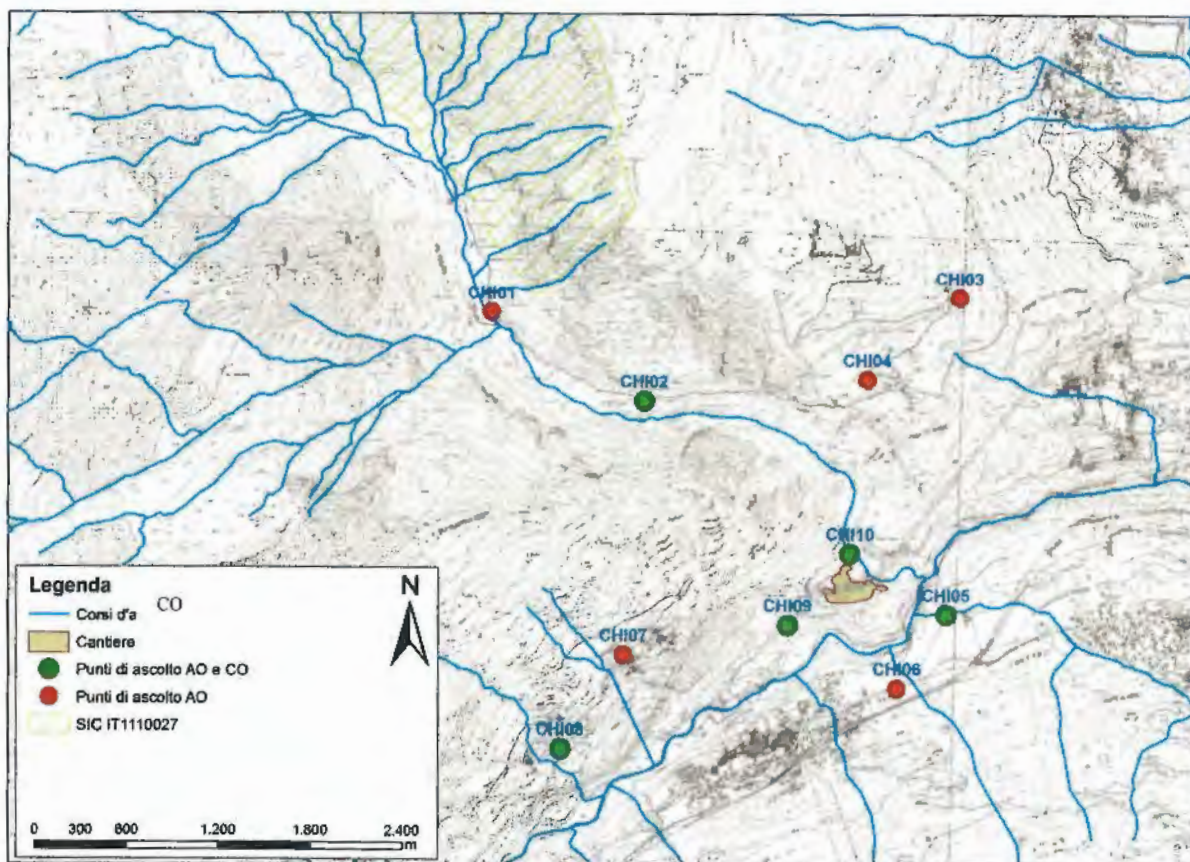 CHI01
CHI03
CHI04
CHI02
CHI10
CHI05
CHI09
CHI07
CHI06
CHI08
Legenda
N
Corsi d'a CO
Cantiere
Punti di ascolto AO e CO
Punti di ascolto AO
SIC IT1110027
0 300 600 1.200 1.800 2.400
m